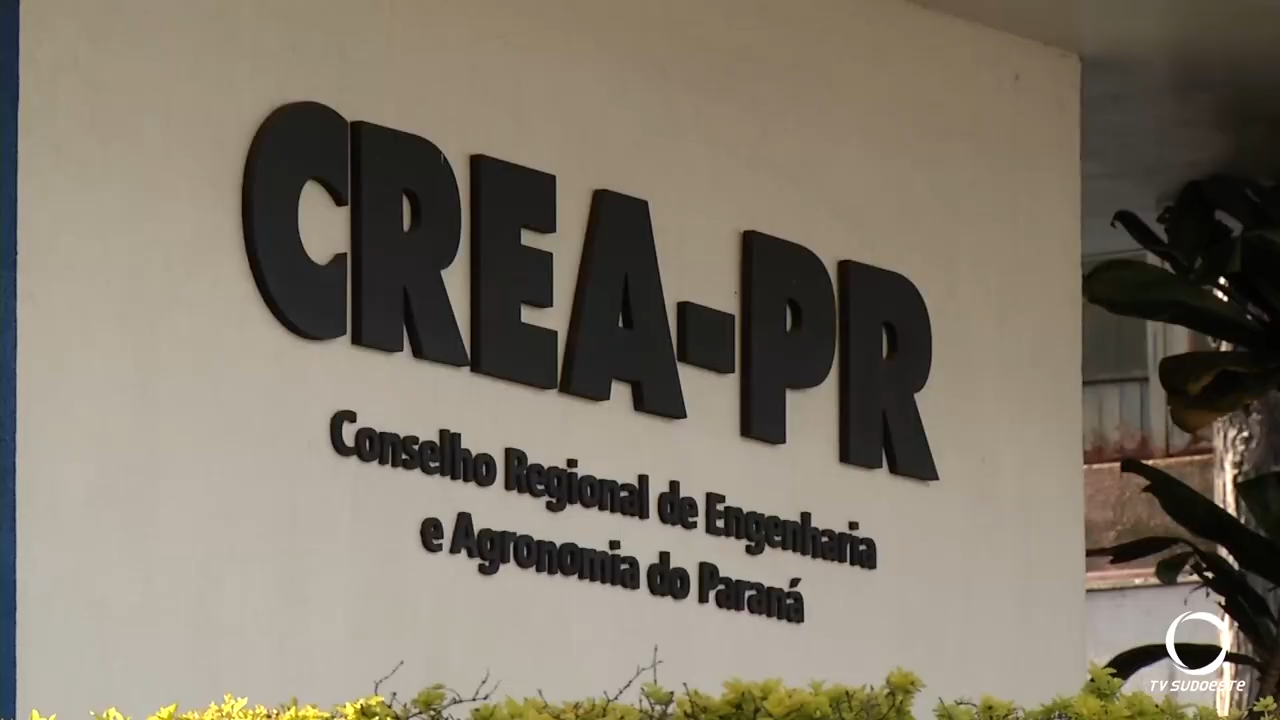 CREA-PR
Conselho Regional de Engenharia
e Agronomia do Paraná
TV SUDOESTE